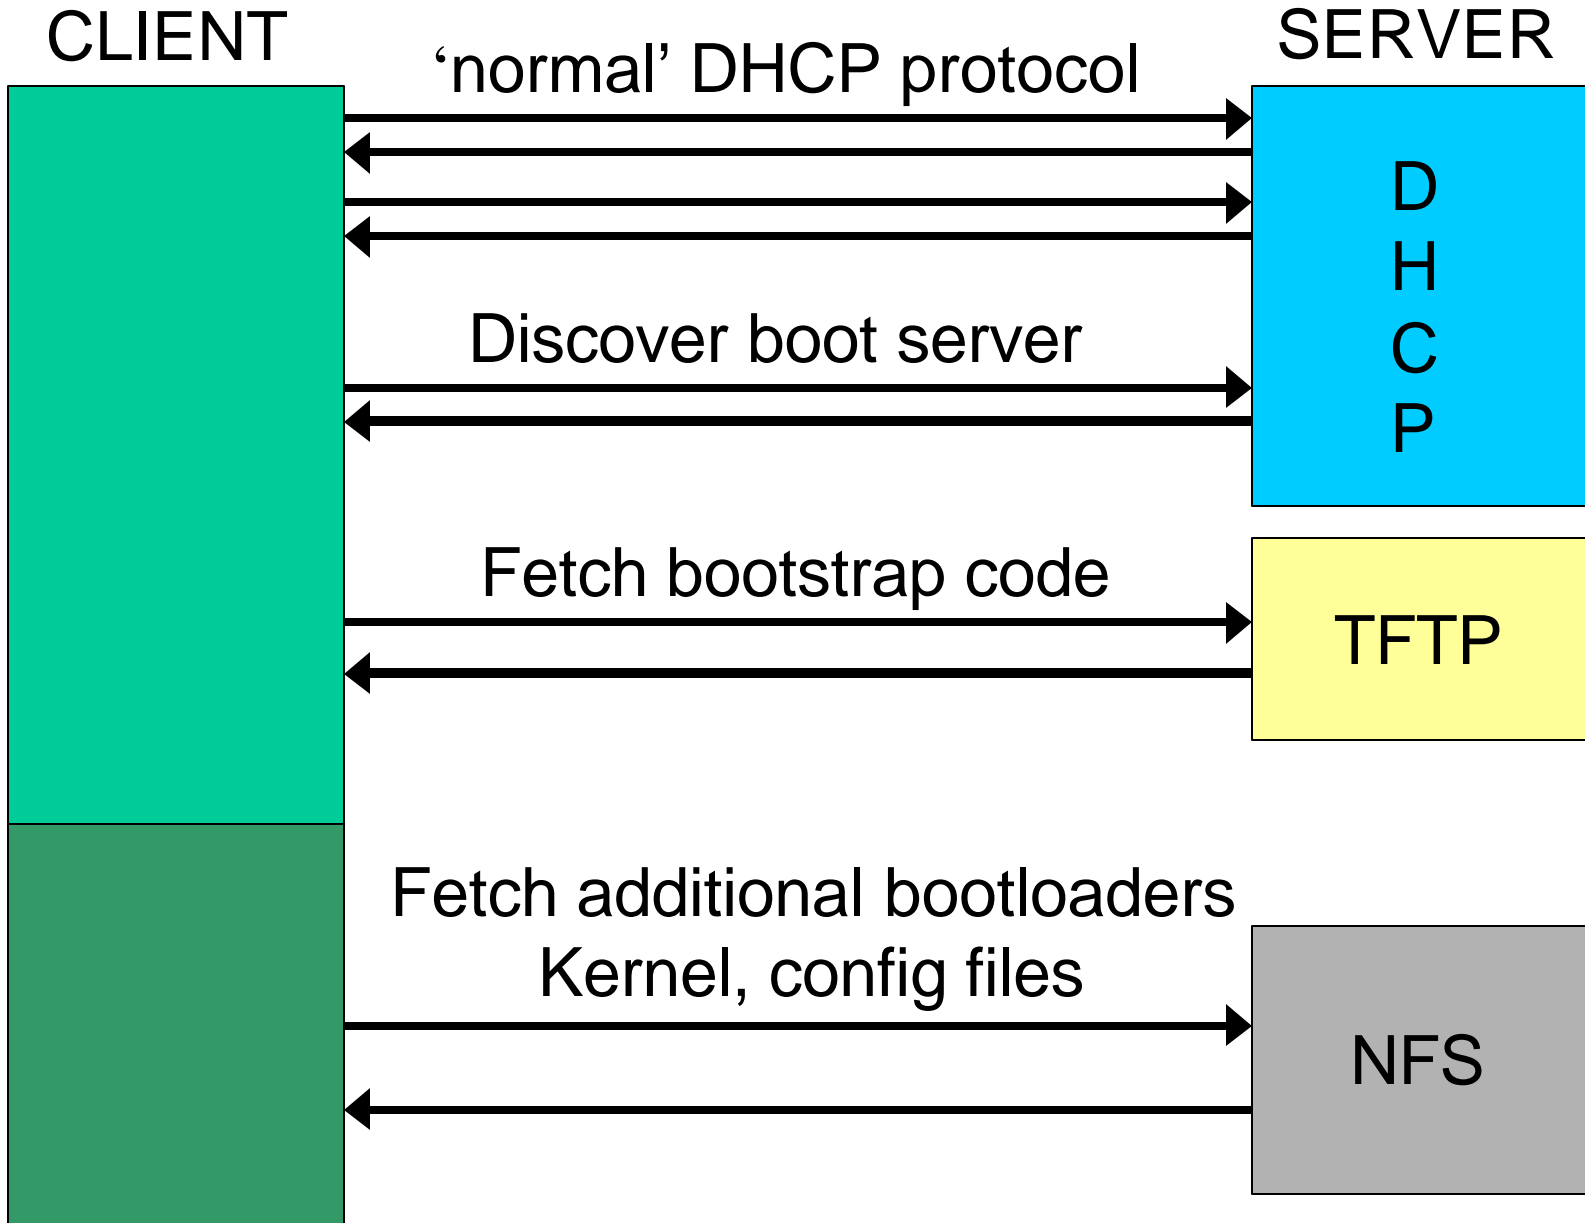 CLIENT
SERVER
‘normal’ DHCP protocol
D
H
C
P
Discover boot server
Fetch bootstrap code
TFTP
Fetch additional bootloaders
Kernel, config files
NFS